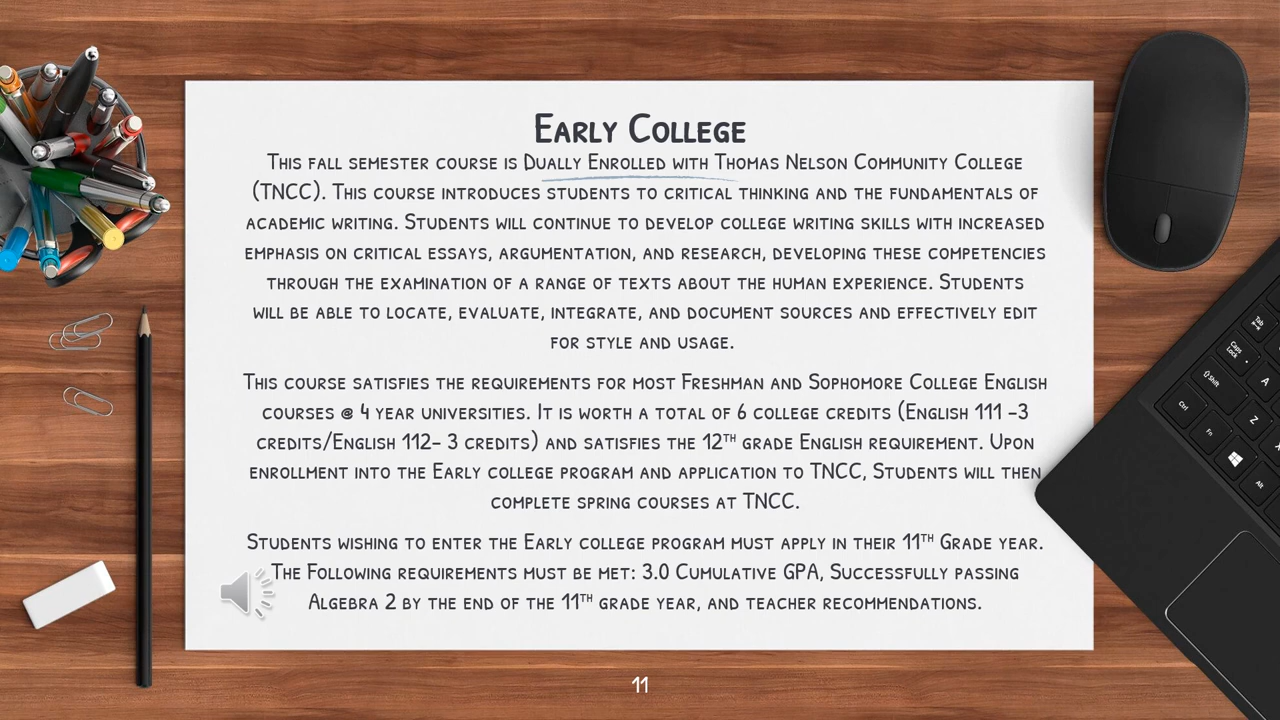 Early College
This fall semester course is Dually Enrolled with Thomas Nelson Community College
(TNCC). This course introduces students to critical thinking and the fundamentals of
academic writing. Students will continue to develop college writing skills with increased
emphasis on critical essays, argumentation, and research, developing these competencies
through the examination of a range of texts about the human experience. Students
will be able to locate, evaluate, integrate, and document sources and effectively edit
for style and usage.
This course satisfies the requirements for most Freshman and Sophomore College English
courses @ 4 year universities. It is worth a total of 6 college credits (English 111 -3
credits/English 112- 3 credits) and satisfies the 12th grade English requirement. Upon
enrollment into the Early college program and application to TNCC, Students will then
complete spring courses at TNCC.
Students wishing to enter the Early college program must apply in their 11th Grade year.
The Following requirements must be met: 3.0 Cumulative GPA, Successfully passing
Algebra 2 by the end of the 11th grade year, and teacher recommendations.
11
Tab
Caps Lock
A
Shift
Z
Ctrl
Fn
Alt